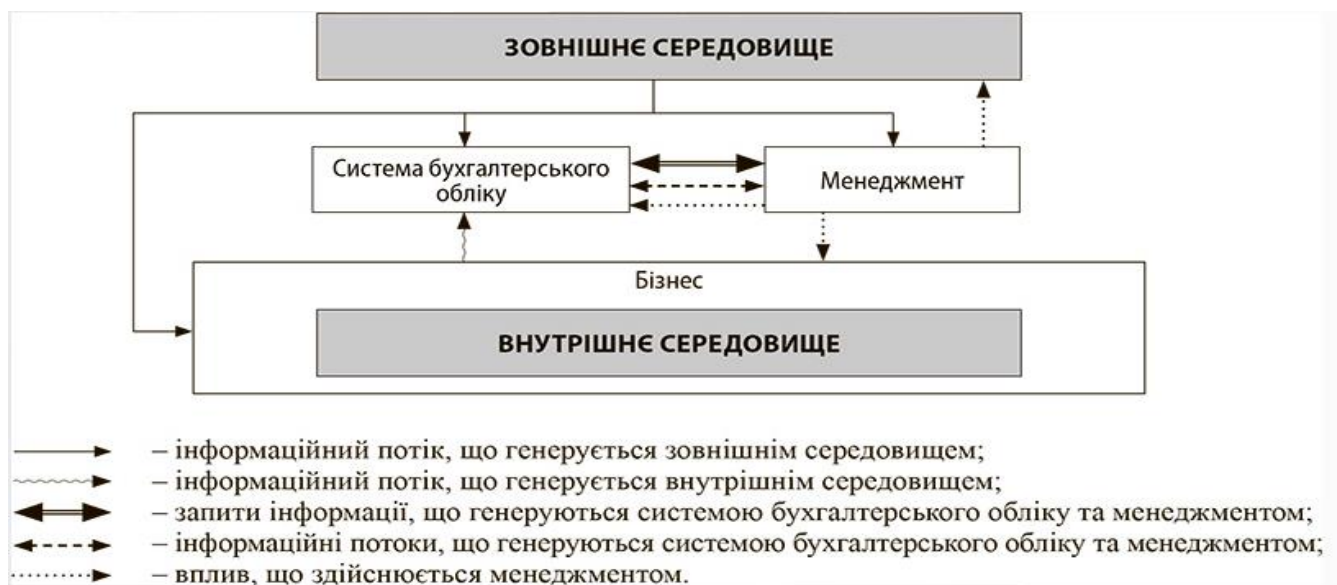 ЗОВНІШНЄ СЕРЕДОВИЩЕ
Система бухгалтерського
обліку
Менеджмент
Бізнес
ВНУТРІШНЄ СЕРЕДОВИЩЕ
– інформаційний потік, що генерується зовнішнім середовищем;
– інформаційний потік, що генерується внутрішнім середовищем;
– запити інформації, що генеруються системою бухгалтерського обліку та менеджментом;
– інформаційні потоки, що генеруються системою бухгалтерського обліку та менеджментом;
– вплив, що здійснюється менеджментом.